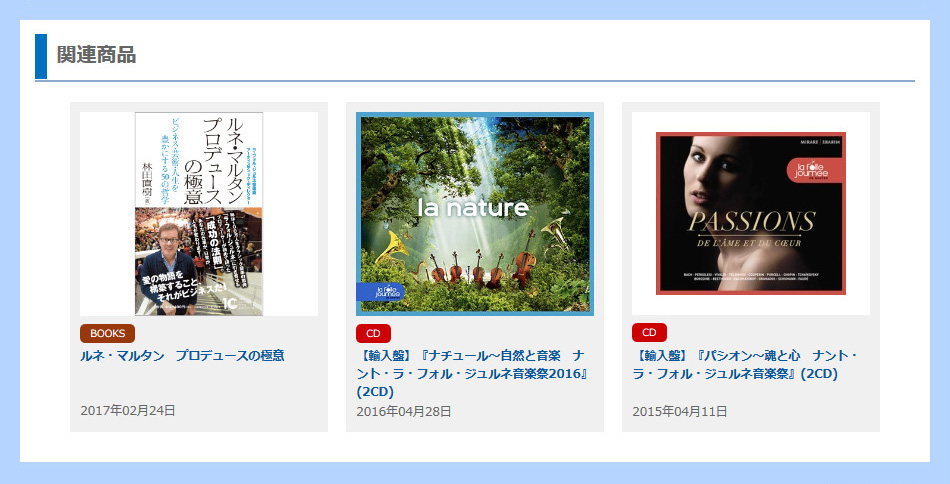 関連商品
ルネ・マルタン
プロデュース
の極意
ビジネス・芸術・人生を
豊かにする50の哲学
林田直樹
「成功の法則」
愛の物語を
構築すること、
それがビジネスだ!
IC
BOOKS
ルネ・マルタン　プロデュースの極意
2017年02月24日
la nature
la folle
journée
CD
【輸入盤】『ナチュール～自然と音楽　ナ
ント・ラ・フォル・ジュルネ音楽祭2016』
(2CD)
2016年04月28日
MIRARE
la folle
journée
PASSIONS
DE L'ÂME ET DU CŒUR
CD
【輸入盤】『パシオン～魂と心　ナント・
ラ・フォル・ジュルネ音楽祭』(2CD)
2015年04月11日